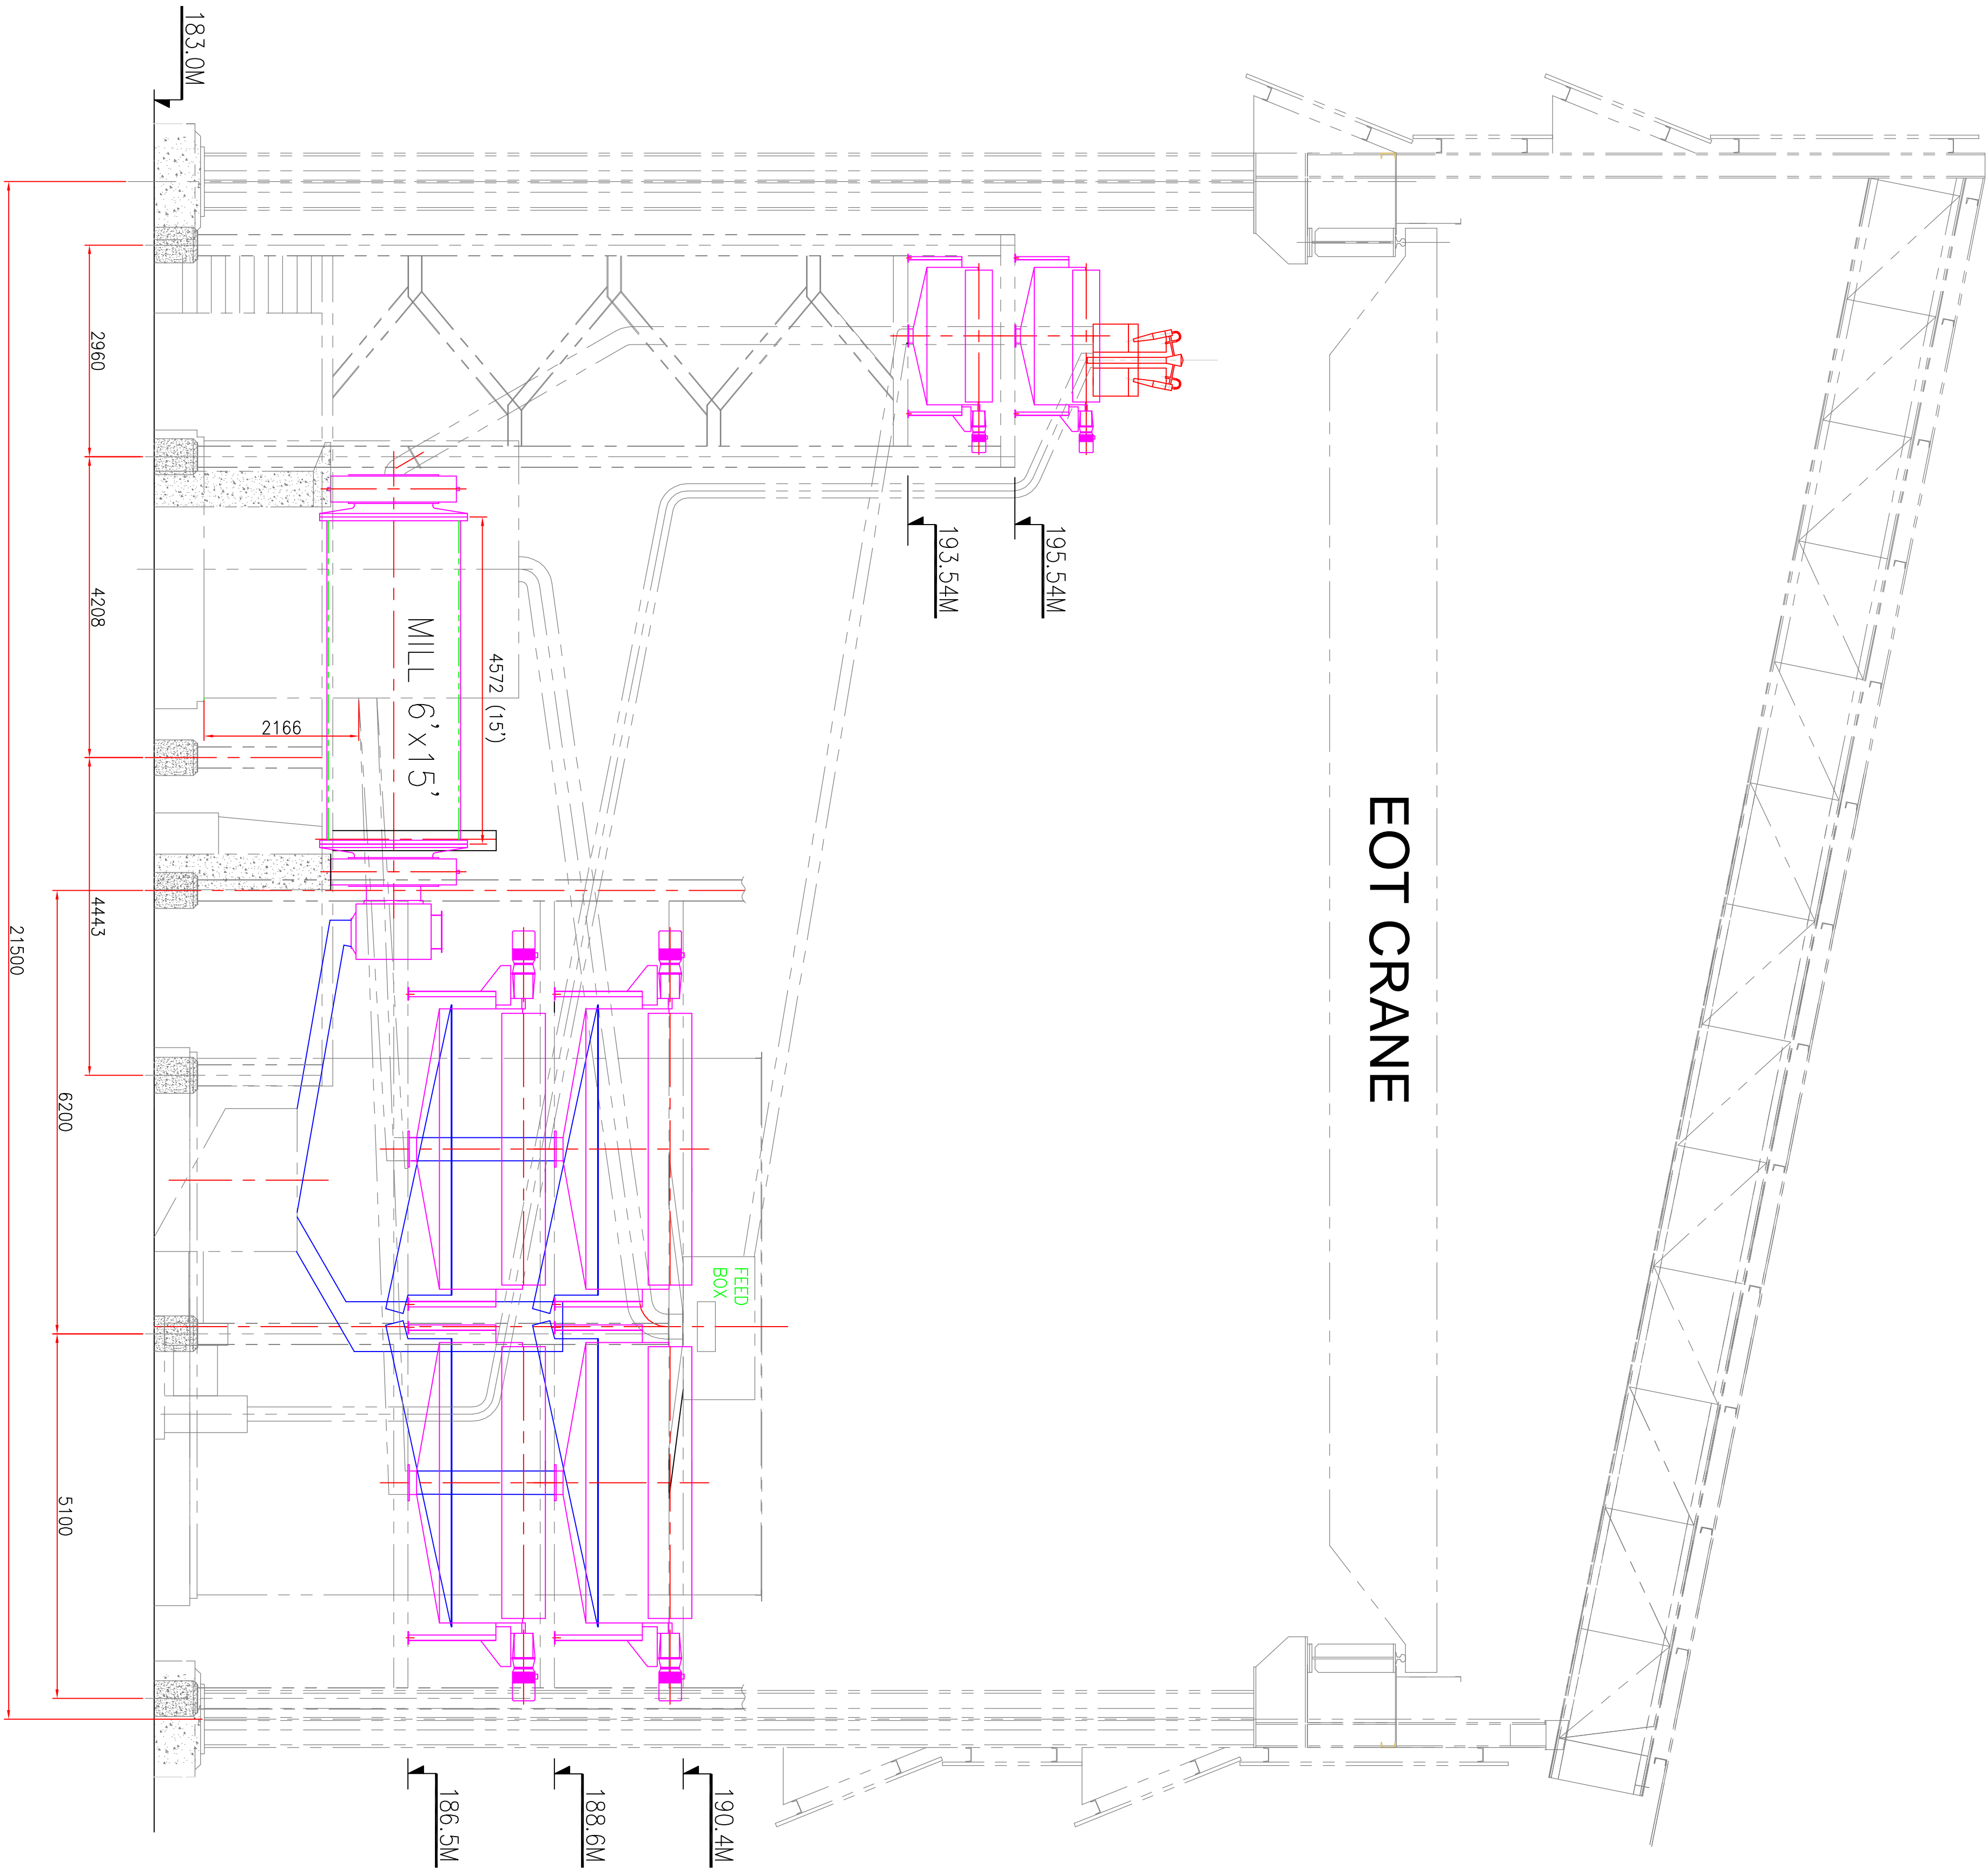 EOT CRANE
195.54M
193.54M
190.4M
188.6M
186.5M
183.0M
FEED
BOX
4572 (15')
MILL 6'x15'
2166
2960
4208
4443
6200
5100
21500